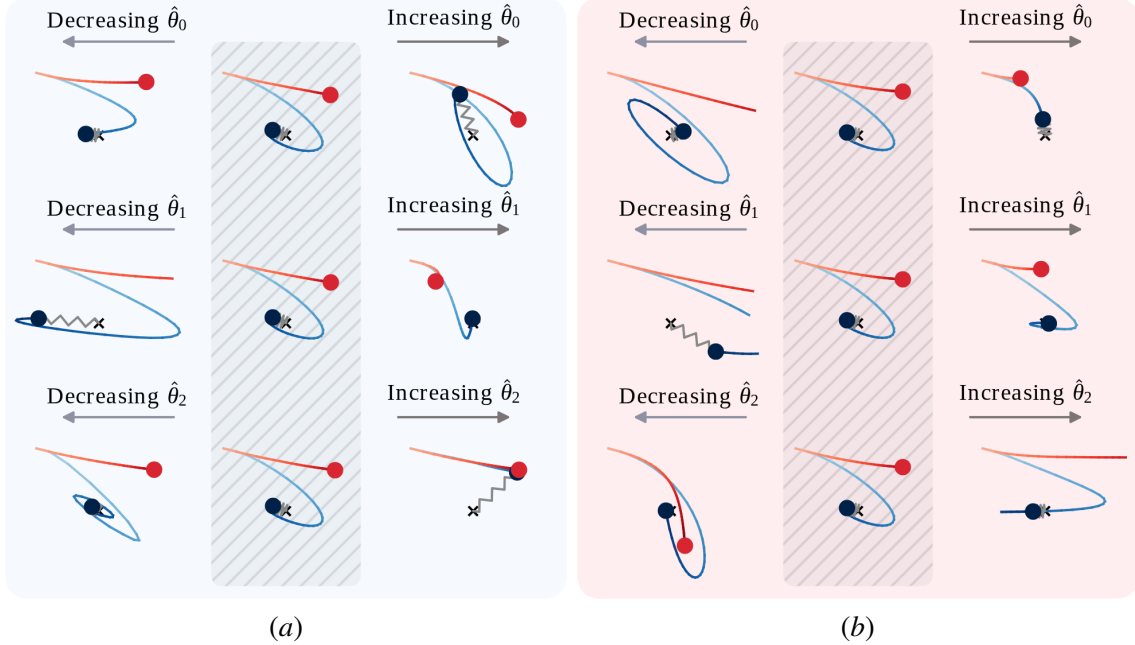 Decreasing θ̂₀
Increasing θ̂₀
Decreasing θ̂₁
Increasing θ̂₁
Decreasing θ̂₂
Increasing θ̂₂
(a)
Decreasing θ̂₀
Increasing θ̂₀
Decreasing θ̂₁
Increasing θ̂₁
Decreasing θ̂₂
Increasing θ̂₂
(b)